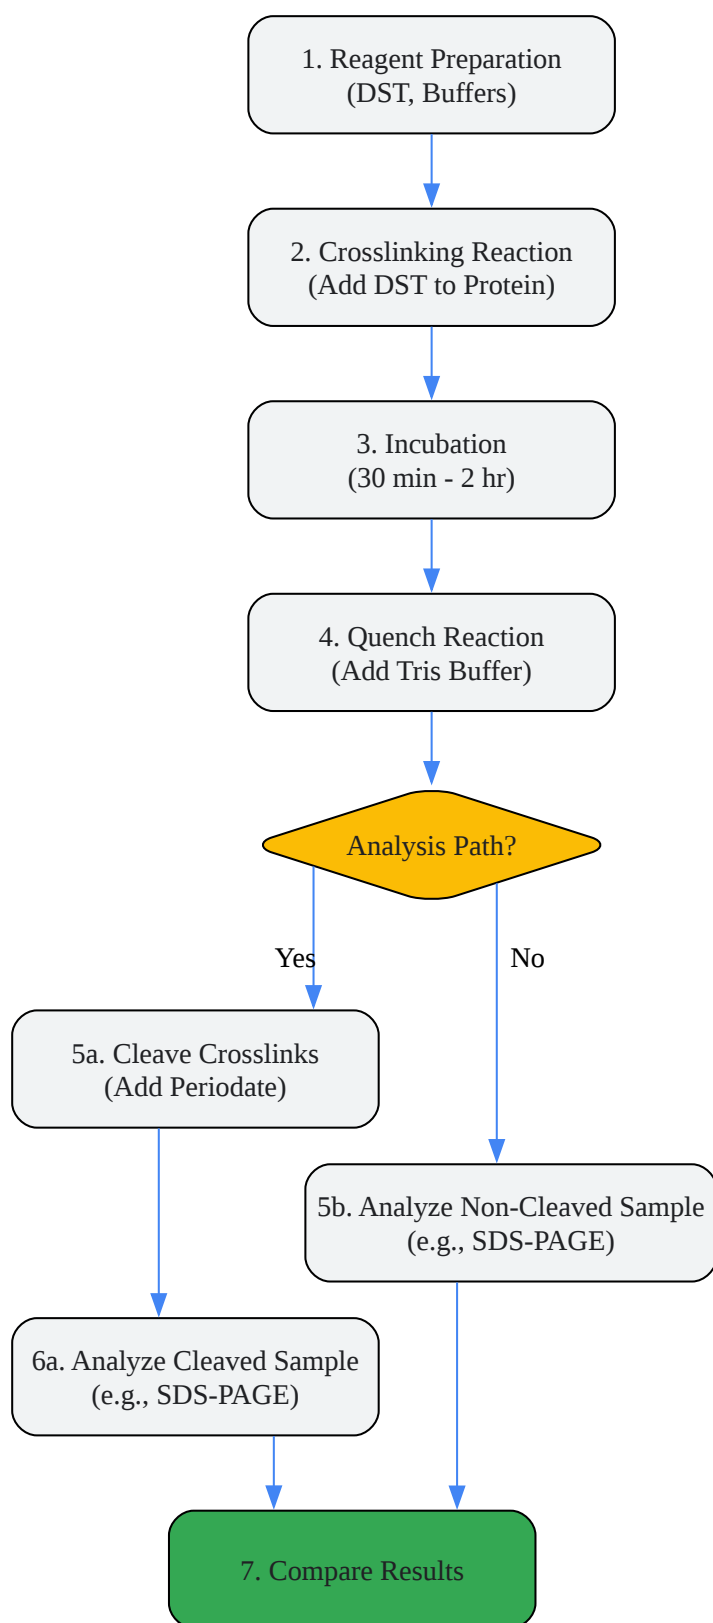 1. Reagent Preparation
(DST, Buffers)
2. Crosslinking Reaction
(Add DST to Protein)
3. Incubation
(30 min - 2 hr)
4. Quench Reaction
(Add Tris Buffer)
Analysis Path?
Yes
No
5a. Cleave Crosslinks
(Add Periodate)
5b. Analyze Non-Cleaved Sample
(e.g., SDS-PAGE)
6a. Analyze Cleaved Sample
(e.g., SDS-PAGE)
7. Compare Results